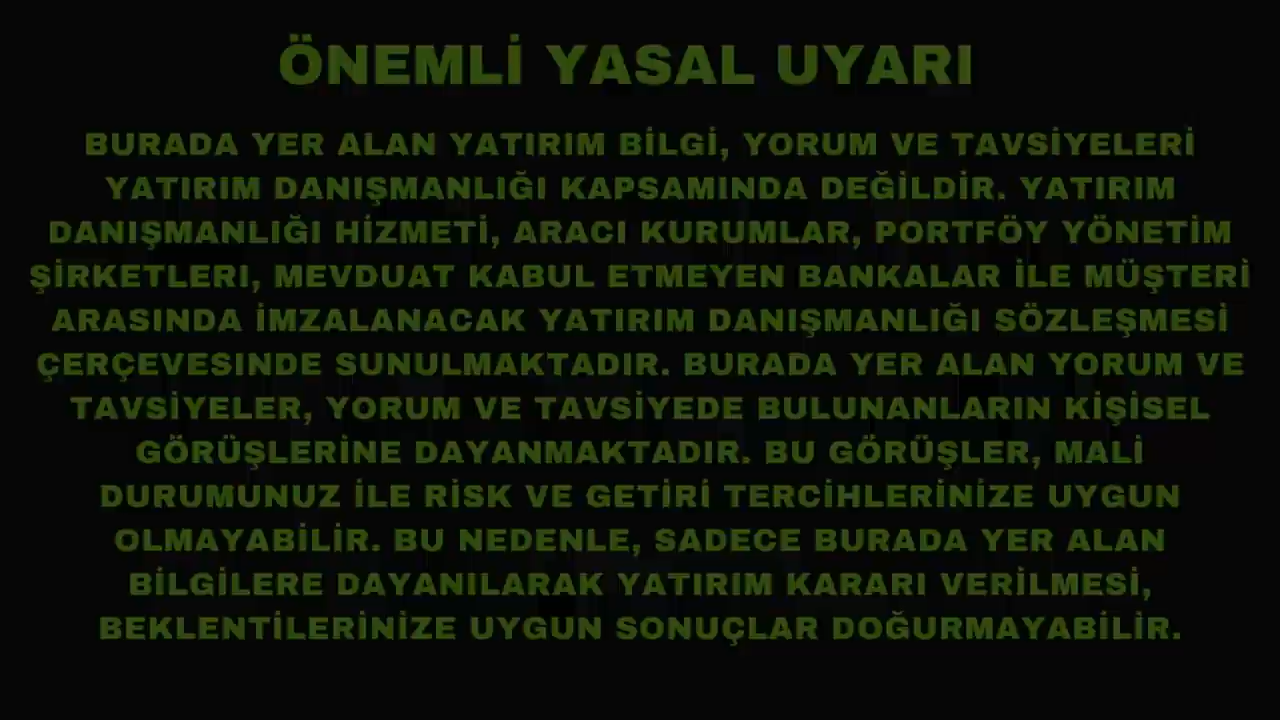 ÖNEMLİ YASAL UYARI
BURADA YER ALAN YATIRIM BİLGİ, YORUM VE TAVSİYELERİ
YATIRIM DANIŞMANLIĞI KAPSAMINDA DEĞİLDİR. YATIRIM
DANIŞMANLIĞI HİZMETİ, ARACI KURUMLAR, PORTFÖY YÖNETİM
ŞİRKETLERI, MEVDUAT KABUL ETMEYEN BANKALAR İLE MÜŞTERİ
ARASINDA İMZALANACAK YATIRIM DANIŞMANLIĞI SÖZLEŞMESİ
ÇERÇEVESINDE SUNULMAKTADIR. BURADA YER ALAN YORUM VE
TAVSİYELER, YORUM VE TAVSİYEDE BULUNANLARIN KİŞİSEL
GÖRÜŞLERİNE DAYANMAKTADIR. BU GÖRÜŞLER, MALİ
DURUMUNUZ İLE RİSK VE GETİRİ TERCİHLERİNİZE UYGUN
OLMAYABİLİR. BU NEDENLE, SADECE BURADA YER ALAN
BİLGİLERE DAYANILARAK YATIRIM KARARI VERİLMESİ,
BEKLENTİLERİNİZE UYGUN SONUÇLAR DOĞURMAYABİLİR.